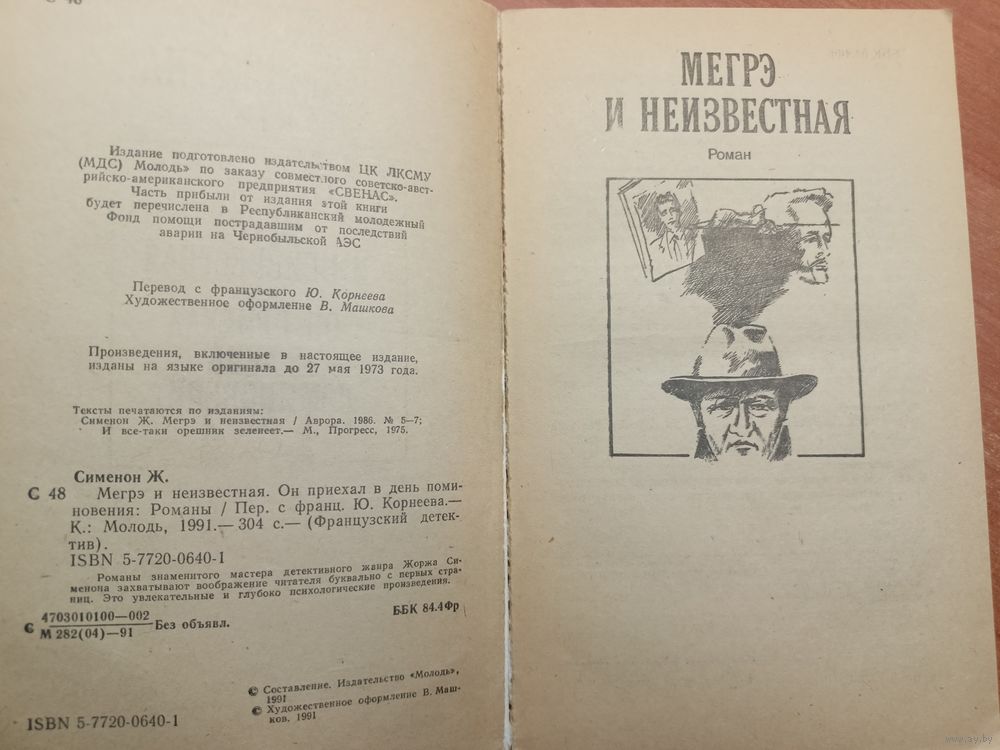 С 48
Издание подготовлено издательством ЦК ЛКСМУ
(МДС) Молодь» по заказу совместного советско-авст-
рийско-американского предприятия «СВЕНАС».
Часть прибыли от издания этой книги
будет перечислена в Республиканский молодежный
Фонд помощи пострадавшим от последствий
аварии на Чернобыльской АЭС
Перевод с французского Ю. Корнеева
Художественное оформление В. Машкова
Произведения, включенные в настоящее издание,
изданы на языке оригинала до 27 мая 1973 года.
Тексты печатаются по изданиям:
Сименон Ж. Мегрэ и неизвестная / Аврора. 1986. № 5—7;
И все-таки орешник зеленеет.— М., Прогресс, 1975.
Сименон Ж.
С 48 Мегрэ и неизвестная. Он приехал в день поми-
новения: Романы / Пер. с франц. Ю. Корнеева.—
К.: Молодь, 1991.— 304 с.— (Французский детек-
тив).
ISBN 5-7720-0640-1
Романы знаменитого мастера детективного жанра Жоржа Си-
менона захватывают воображение читателя буквально с первых стра-
ниц. Это увлекательные и глубоко психологические произведения.
С 4703010100—002
М 282(04)—91 Без объявл.
ББК 84.4Фр
© Составление. Издательство «Молодь»,
1991
© Художественное оформление В. Маш-
ков. 1991
ISBN 5-7720-0640-1
МЕГРЭ
И НЕИЗВЕСТНАЯ
Роман
www.ay.by